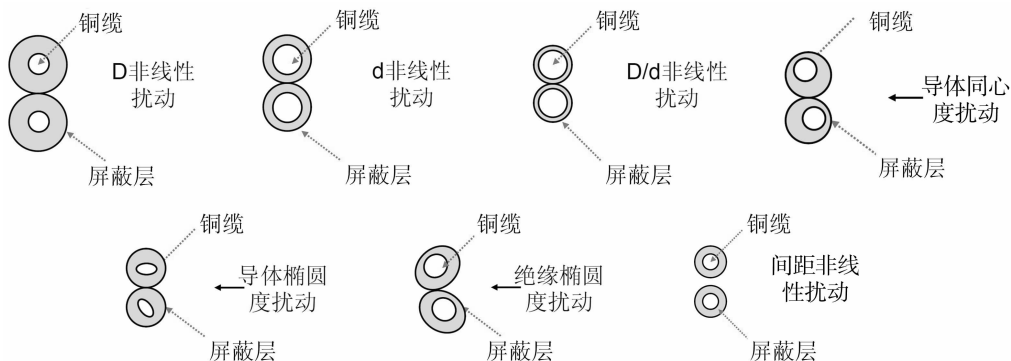 铜缆
D非线性
扰动
屏蔽层
铜缆
d非线性
扰动
屏蔽层
铜缆
D/d非线性
扰动
屏蔽层
铜缆
导体同心
度扰动
屏蔽层
铜缆
导体椭圆
度扰动
屏蔽层
铜缆
绝缘椭圆
度扰动
屏蔽层
铜缆
间距非线
性扰动
屏蔽层